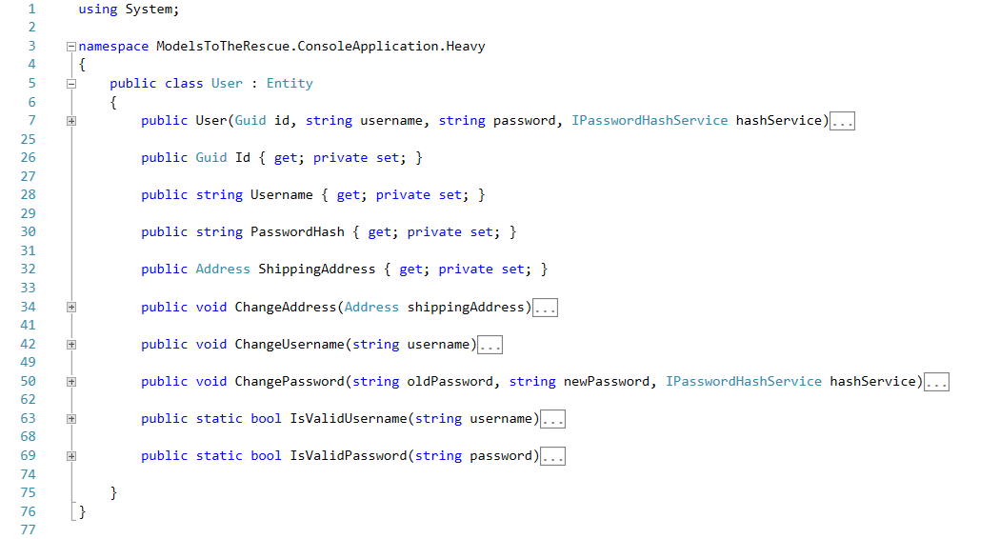 1 using System;
2
3 namespace ModelsToTheRescue.ConsoleApplication.Heavy
4 {
5 public class User : Entity
6 {
7 public User(Guid id, string username, string password, IPasswordHashService hashService)...
25
26 public Guid Id { get; private set; }
27
28 public string Username { get; private set; }
29
30 public string PasswordHash { get; private set; }
31
32 public Address ShippingAddress { get; private set; }
33
34 public void ChangeAddress(Address shippingAddress)...
41
42 public void ChangeUsername(string username)...
49
50 public void ChangePassword(string oldPassword, string newPassword, IPasswordHashService hashService)...
62
63 public static bool IsValidUsername(string username)...
68
69 public static bool IsValidPassword(string password)...
74
75 }
76 }
77